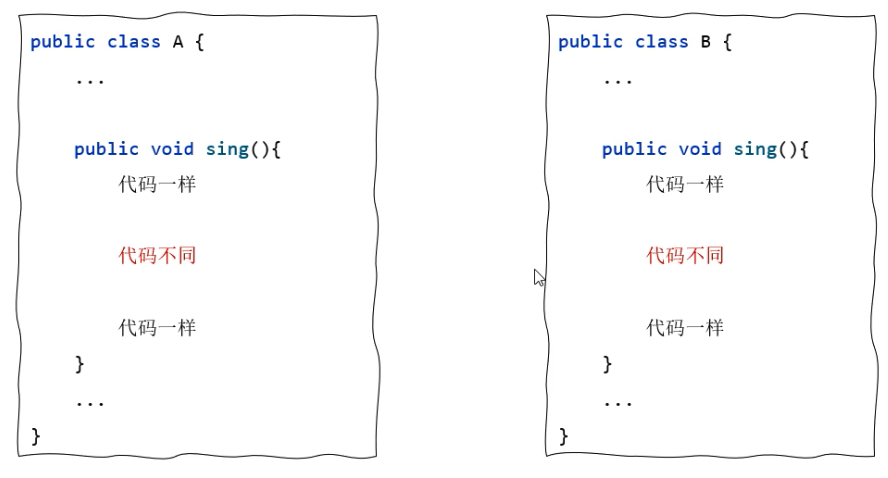 public class A {
...
public void sing(){
代码一样
代码不同
代码一样
}
...
}
public class B {
...
public void sing(){
代码一样
代码不同
代码一样
}
...
}